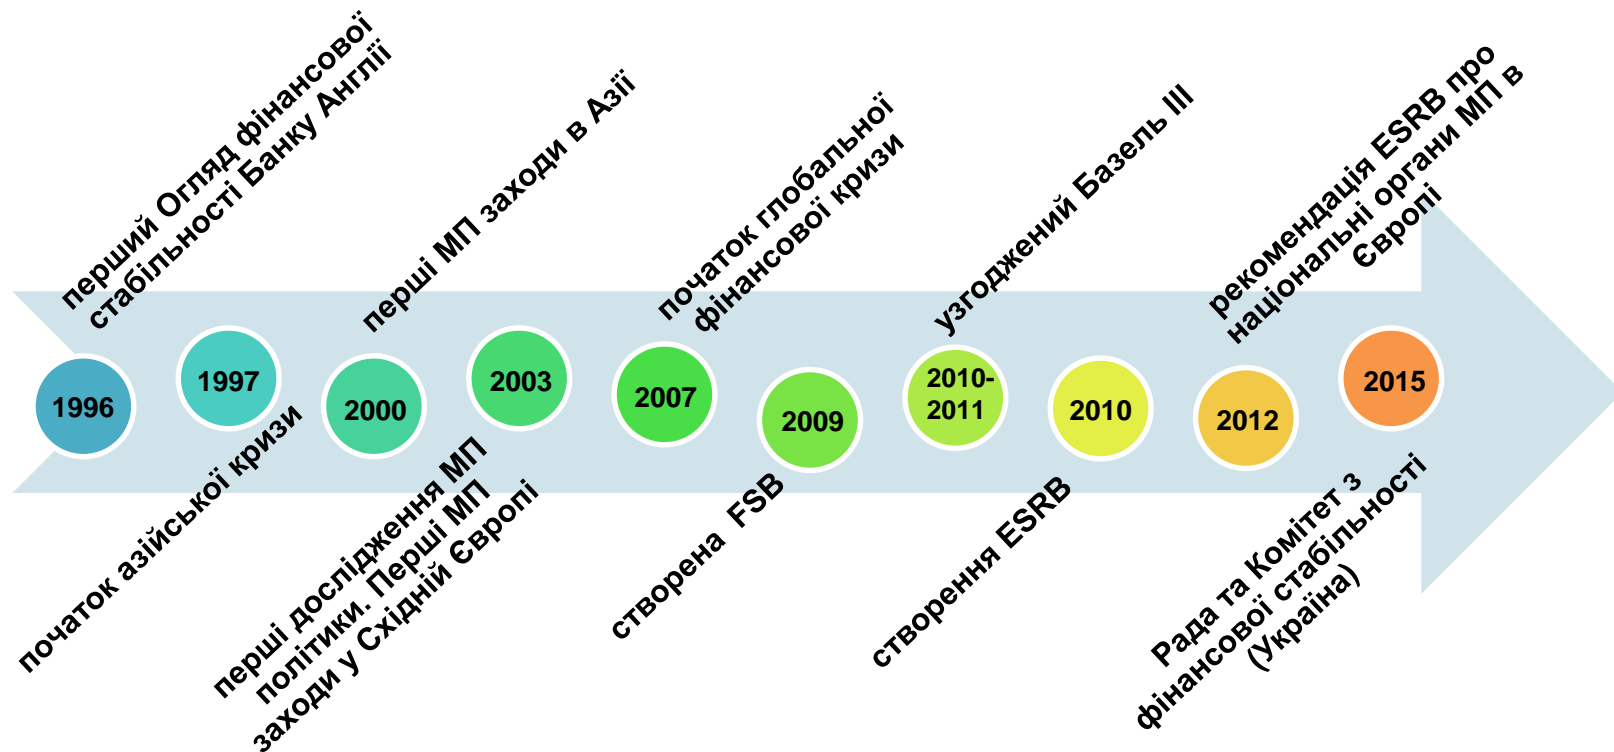 перший Огляд фінансової
стабільності Банку Англії
1996
1997
початок азійської кризи
перші МП заходи в Азії
2000
2003
перші дослідження МП
політики. Перші МП
заходи у Східній Європі
початок глобальної
фінансової кризи
2007
2009
створена FSB
узгоджений Базель III
2010-
2011
2010
створення ESRB
рекомендація ESRB про
національні органи МП в
Європі
2012
2015
Рада та Комітет з
фінансової стабільності
(Україна)